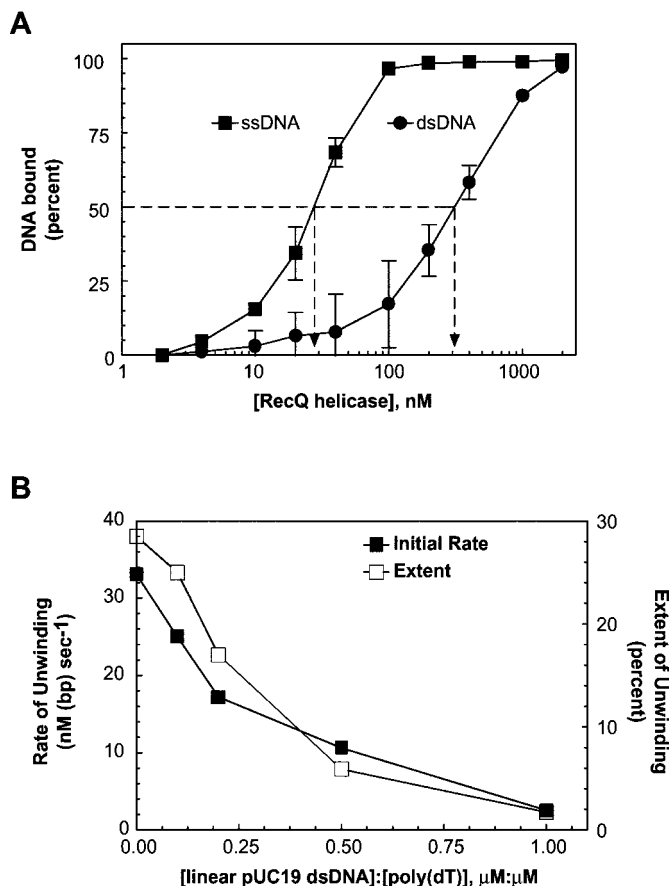 A
100
75
50
25
0
ssDNA
dsDNA
DNA bound
(percent)
1
10
100
1000
[RecQ helicase], nM
B
40
30
20
10
0
Rate of Unwinding
(nM (bp) sec-1)
Initial Rate
Extent
30
20
10
0
Extent of Unwinding
(percent)
0.00
0.25
0.50
0.75
1.00
[linear pUC19 dsDNA]:[poly(dT)], μM:μM